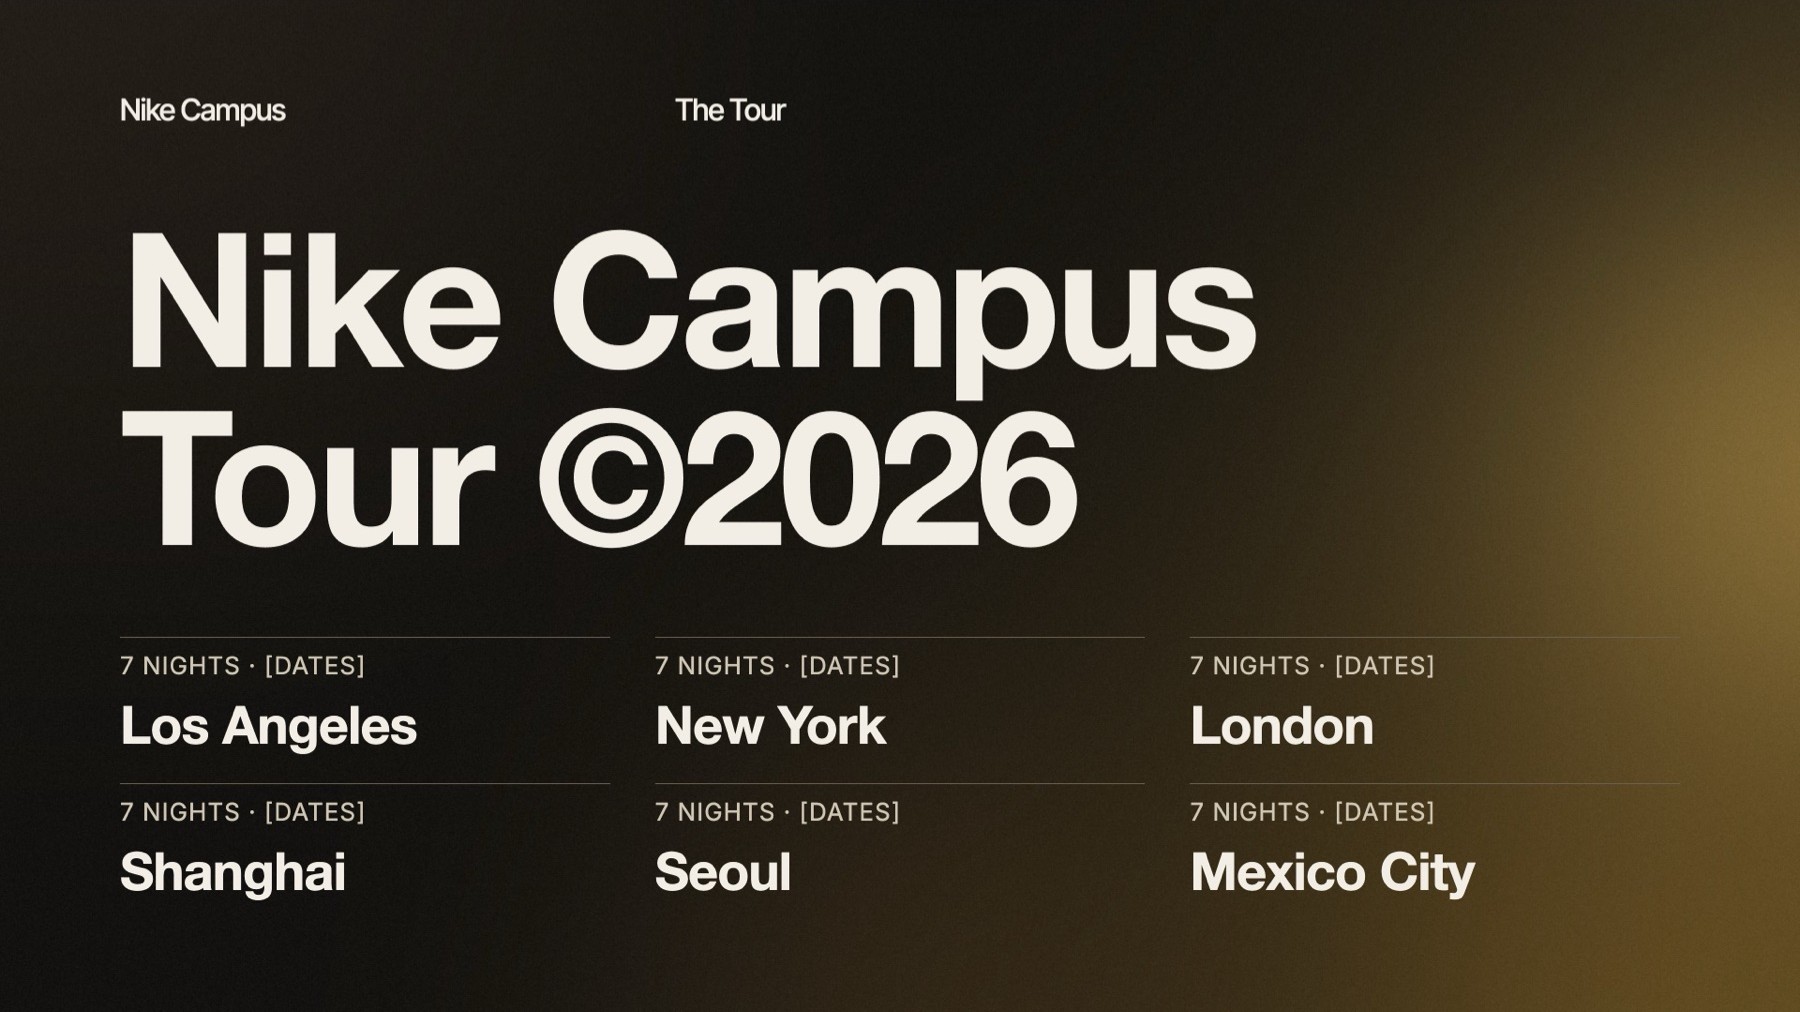 Nike Campus
The Tour
Nike Campus
Tour ©2026
7 NIGHTS · [DATES]
Los Angeles
7 NIGHTS · [DATES]
New York
7 NIGHTS · [DATES]
London
7 NIGHTS · [DATES]
Shanghai
7 NIGHTS · [DATES]
Seoul
7 NIGHTS · [DATES]
Mexico City